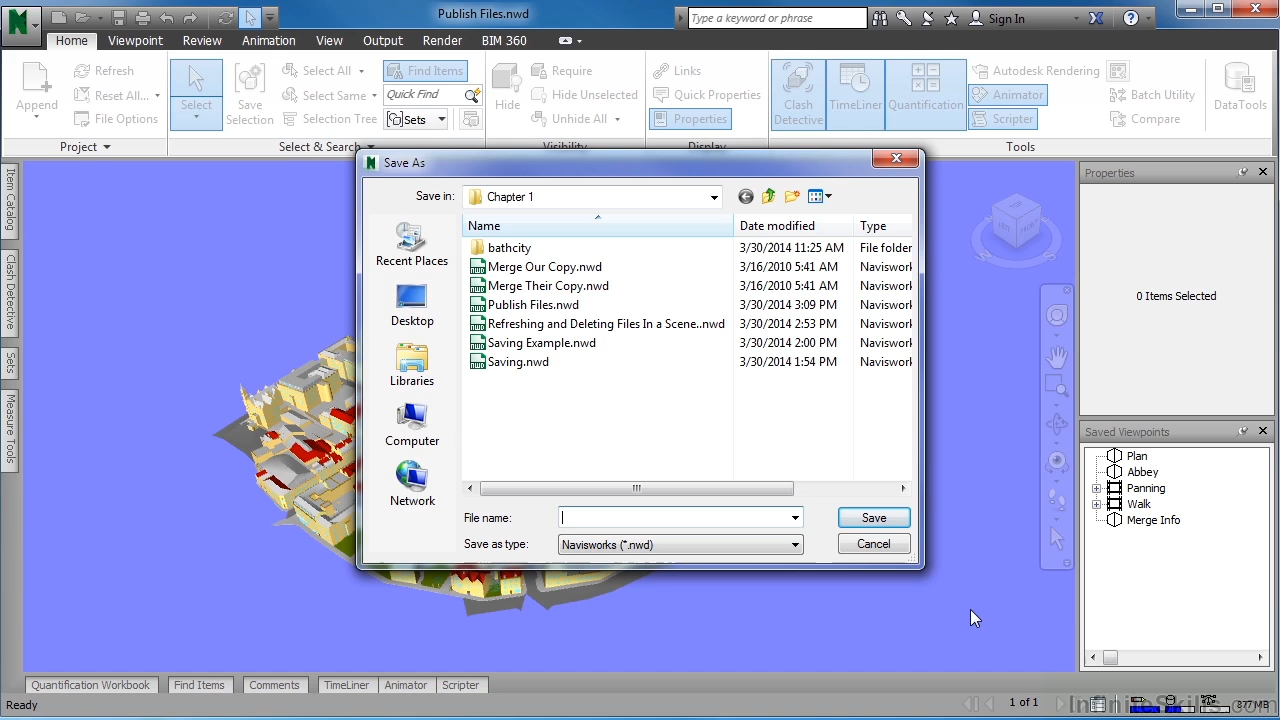 Publish Files.nwd
Type a keyword or phrase
Sign In
Home
Viewpoint
Review
Animation
View
Output
Render
BIM 360
Append
Refresh
Reset All...
File Options
Project
Select
Save
Selection
Select All
Select Same
Selection Tree
Find Items
Quick Find
Sets
Select & Search
Hide
Require
Hide Unselected
Unhide All
Visibility
Links
Quick Properties
Properties
Display
Clash
Detective
TimeLiner
Quantification
Autodesk Rendering
Animator
Scripter
Batch Utility
Compare
DataTools
Tools
Item Catalog
Clash Detective
Sets
Measure Tools
Save As
Save in:
Chapter 1
Recent Places
Desktop
Libraries
Computer
Network
Name
Date modified
Type
bathcity
3/30/2014 11:25 AM
File folder
Merge Our Copy.nwd
3/16/2010 5:41 AM
Naviswork
Merge Their Copy.nwd
3/16/2010 5:41 AM
Naviswork
Publish Files.nwd
3/30/2014 3:09 PM
Naviswork
Refreshing and Deleting Files In a Scene..nwd
3/30/2014 2:53 PM
Naviswork
Saving Example.nwd
3/30/2014 2:00 PM
Naviswork
Saving.nwd
3/30/2014 1:54 PM
Naviswork
File name:
Save
Save as type:
Navisworks (*.nwd)
Cancel
Properties
0 Items Selected
Saved Viewpoints
Plan
Abbey
Panning
Walk
Merge Info
Quantification Workbook
Find Items
Comments
TimeLiner
Animator
Scripter
Ready
1 of 1
InfiniteSkills.com
877 MB